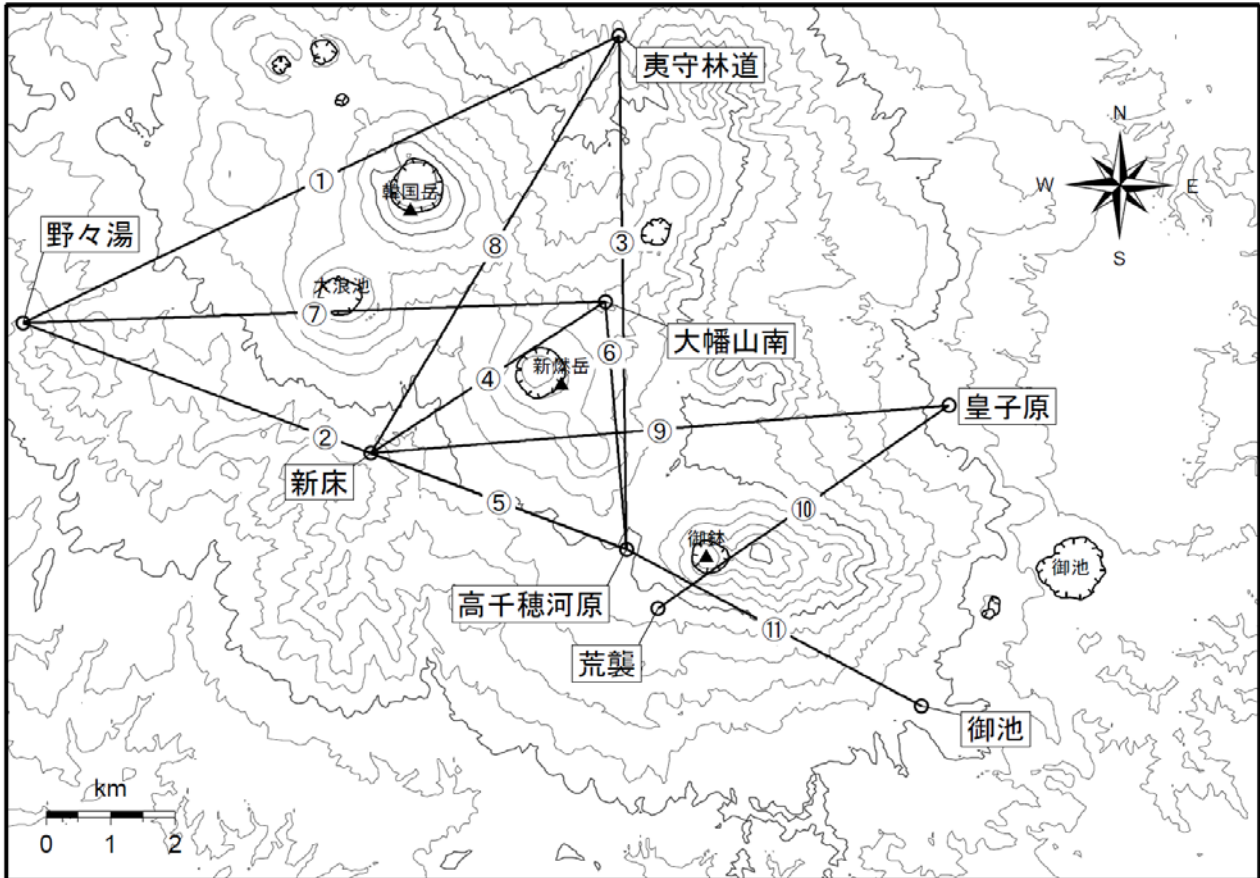 夷守林道
N
W
E
S
①
韓国岳
野々湯
⑧
③
大浪池
⑦
大幡山南
⑥
新燃岳
④
皇子原
⑨
②
新床
⑤
⑩
御鉢
御池
高千穂河原
⑪
荒襲
御池
km
0 1 2